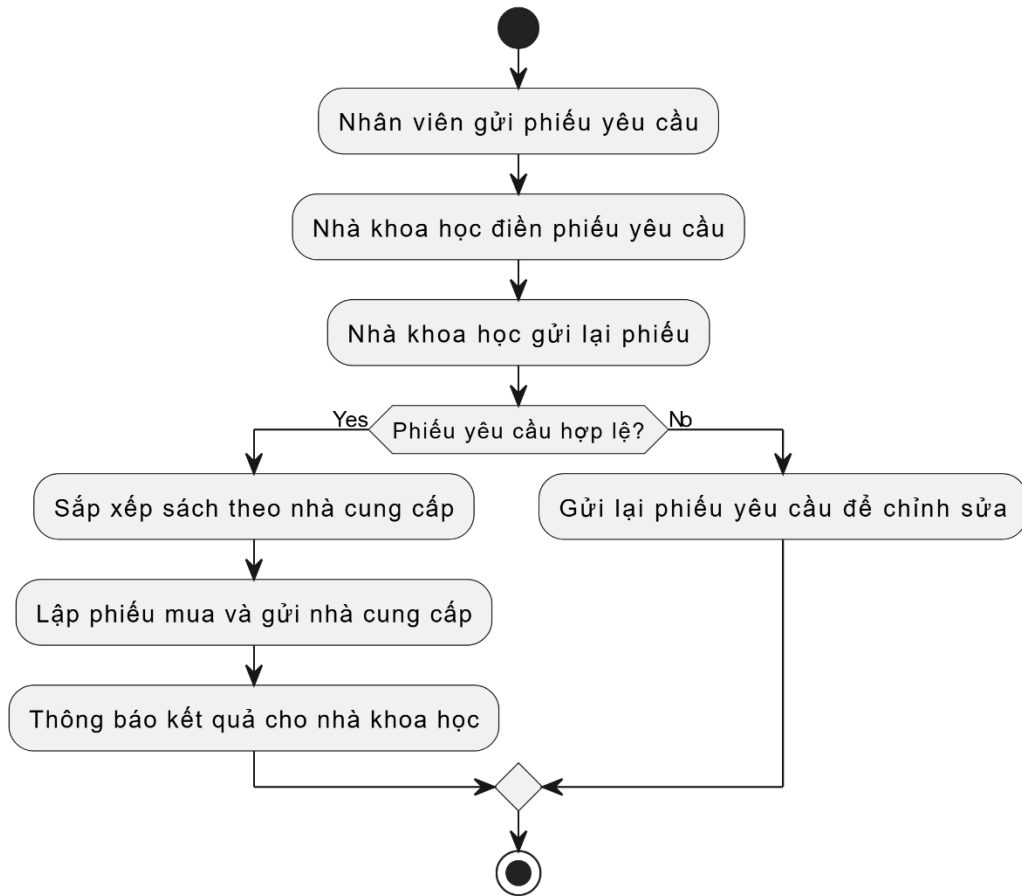 Nhân viên gửi phiếu yêu cầu
Nhà khoa học điền phiếu yêu cầu
Nhà khoa học gửi lại phiếu
Yes
Phiếu yêu cầu hợp lệ?
No
Sắp xếp sách theo nhà cung cấp
Gửi lại phiếu yêu cầu để chỉnh sửa
Lập phiếu mua và gửi nhà cung cấp
Thông báo kết quả cho nhà khoa học